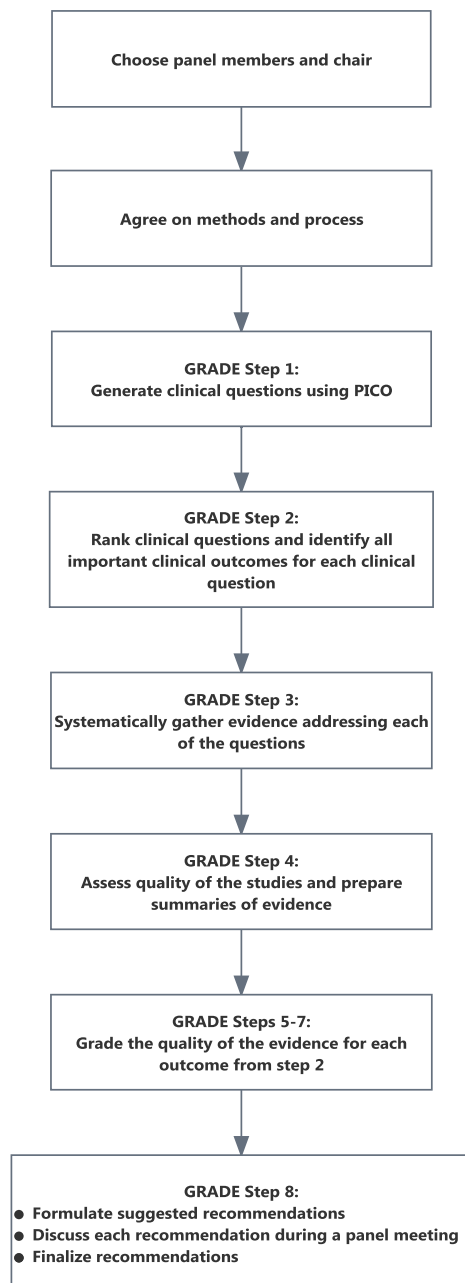 Choose panel members and chair
Agree on methods and process
GRADE Step 1:
Generate clinical questions using PICO
GRADE Step 2:
Rank clinical questions and identify all
important clinical outcomes for each clinical
question
GRADE Step 3:
Systematically gather evidence addressing each
of the questions
GRADE Step 4:
Assess quality of the studies and prepare
summaries of evidence
GRADE Steps 5-7:
Grade the quality of the evidence for each
outcome from step 2
GRADE Step 8:
● Formulate suggested recommendations
● Discuss each recommendation during a panel meeting
● Finalize recommendations